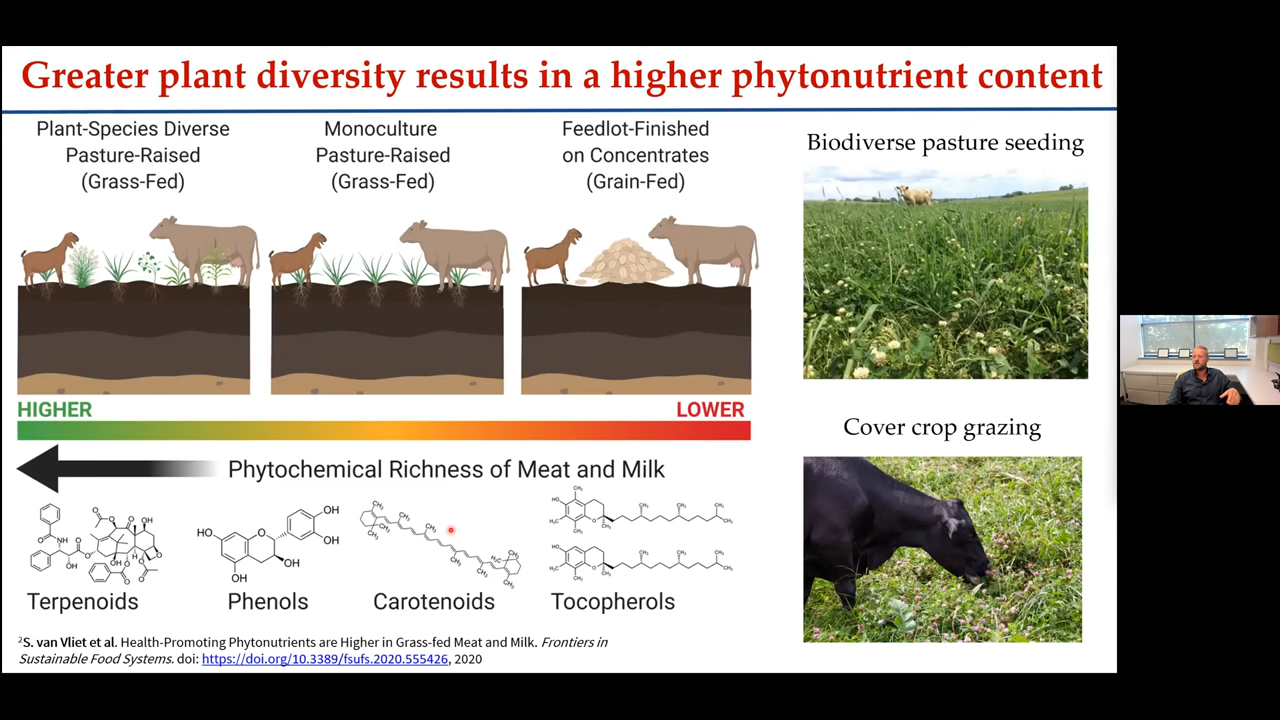 Greater plant diversity results in a higher phytonutrient content
Plant-Species Diverse
Pasture-Raised
(Grass-Fed)
Monoculture
Pasture-Raised
(Grass-Fed)
Feedlot-Finished
on Concentrates
(Grain-Fed)
Biodiverse pasture seeding
HIGHER
LOWER
Cover crop grazing
Phytochemical Richness of Meat and Milk
Terpenoids
Phenols
Carotenoids
Tocopherols
²S. van Vliet et al. Health-Promoting Phytonutrients are Higher in Grass-fed Meat and Milk. Frontiers in
Sustainable Food Systems. doi: https://doi.org/10.3389/fsufs.2020.555426, 2020